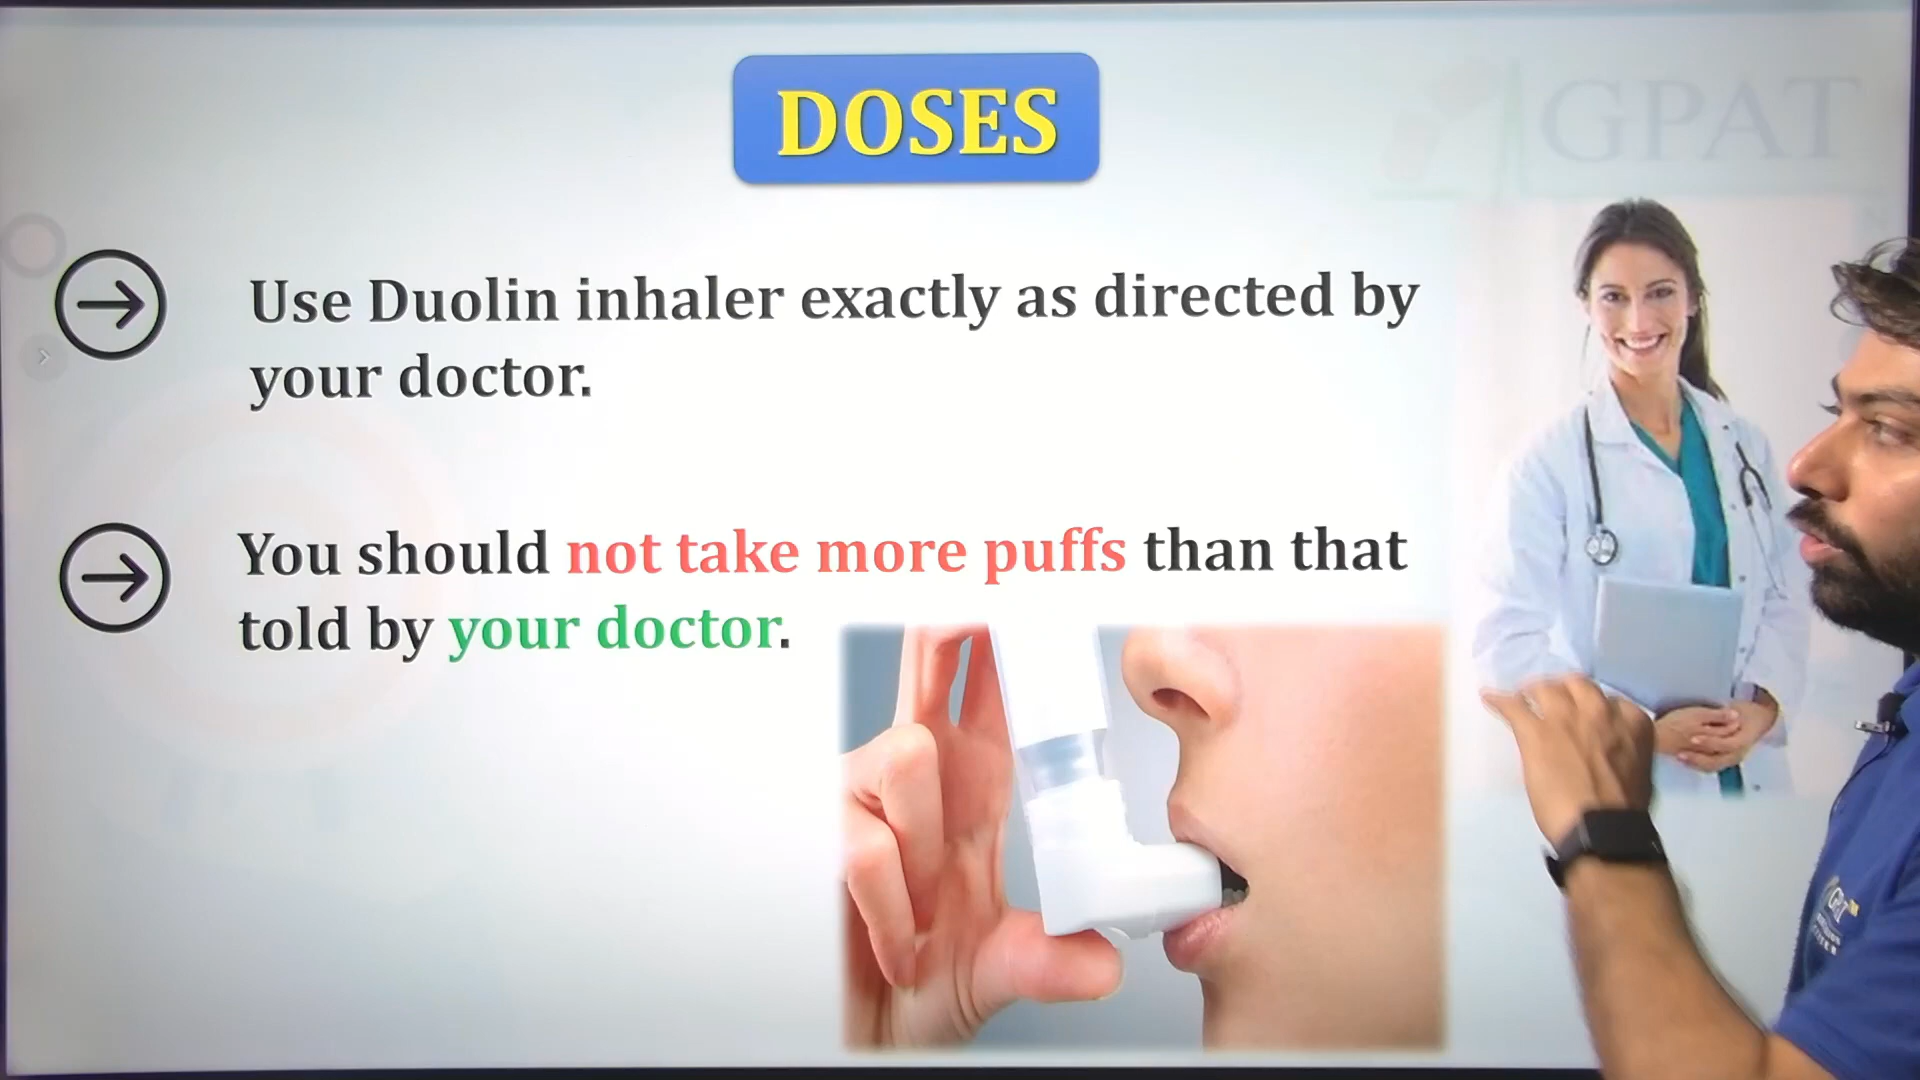 DOSES
GPAT
Use Duolin inhaler exactly as directed by
your doctor.
You should not take more puffs than that
told by your doctor.
GPAT